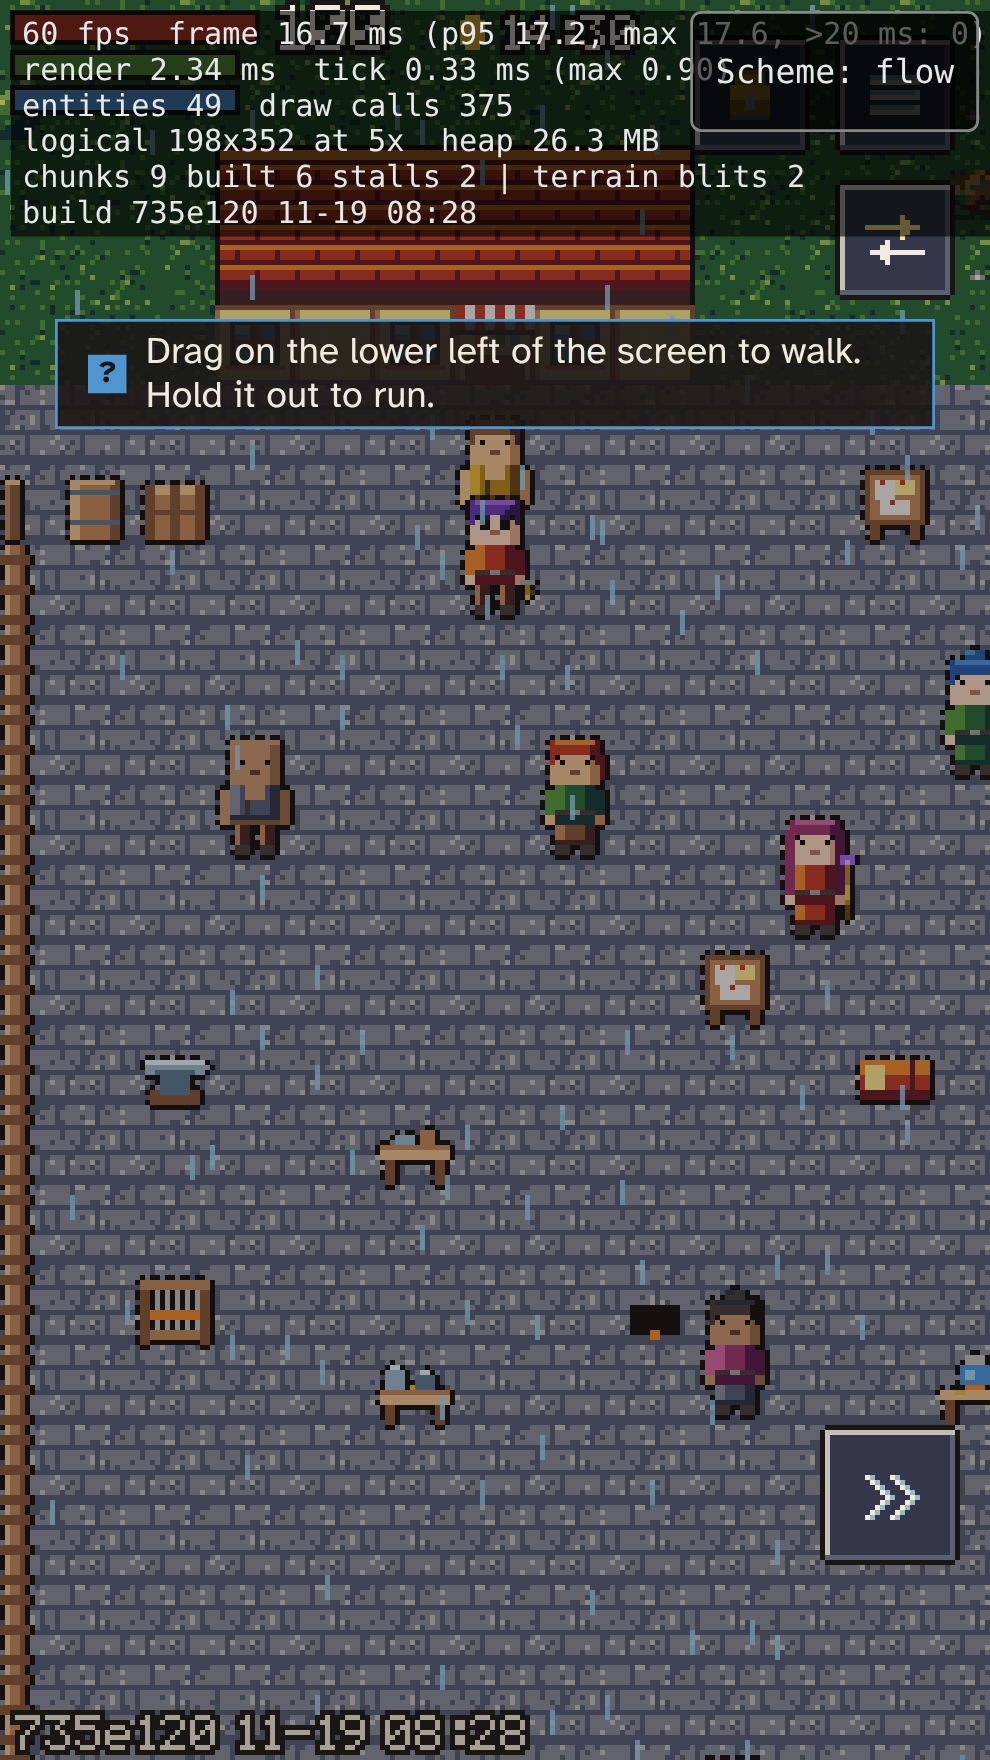 60 fps  frame 16.7 ms (p95 17.2, max 17.6, >20 ms: 0)
render 2.34 ms  tick 0.33 ms (max 0.90)
Scheme: flow
entities 49  draw calls 375
logical 198x352 at 5x  heap 26.3 MB
chunks 9 built 6 stalls 2 | terrain blits 2
build 735e120 11-19 08:28
?
Drag on the lower left of the screen to walk.
Hold it out to run.
735e120 11-19 08:28